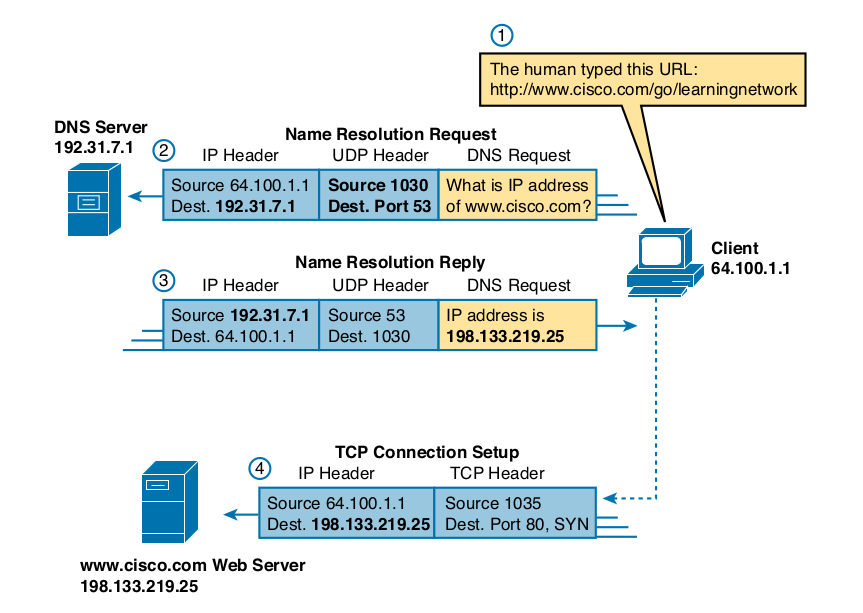 1
The human typed this URL:
http://www.cisco.com/go/learningnetwork
DNS Server
192.31.7.1
2
Name Resolution Request
IP Header
UDP Header
DNS Request
Source 64.100.1.1
Dest. 192.31.7.1
Source 1030
Dest. Port 53
What is IP address
of www.cisco.com?
Client
64.100.1.1
3
Name Resolution Reply
IP Header
UDP Header
DNS Request
Source 192.31.7.1
Dest. 64.100.1.1
Source 53
Dest. 1030
IP address is
198.133.219.25
4
TCP Connection Setup
IP Header
TCP Header
Source 64.100.1.1
Dest. 198.133.219.25
Source 1035
Dest. Port 80, SYN
www.cisco.com Web Server
198.133.219.25